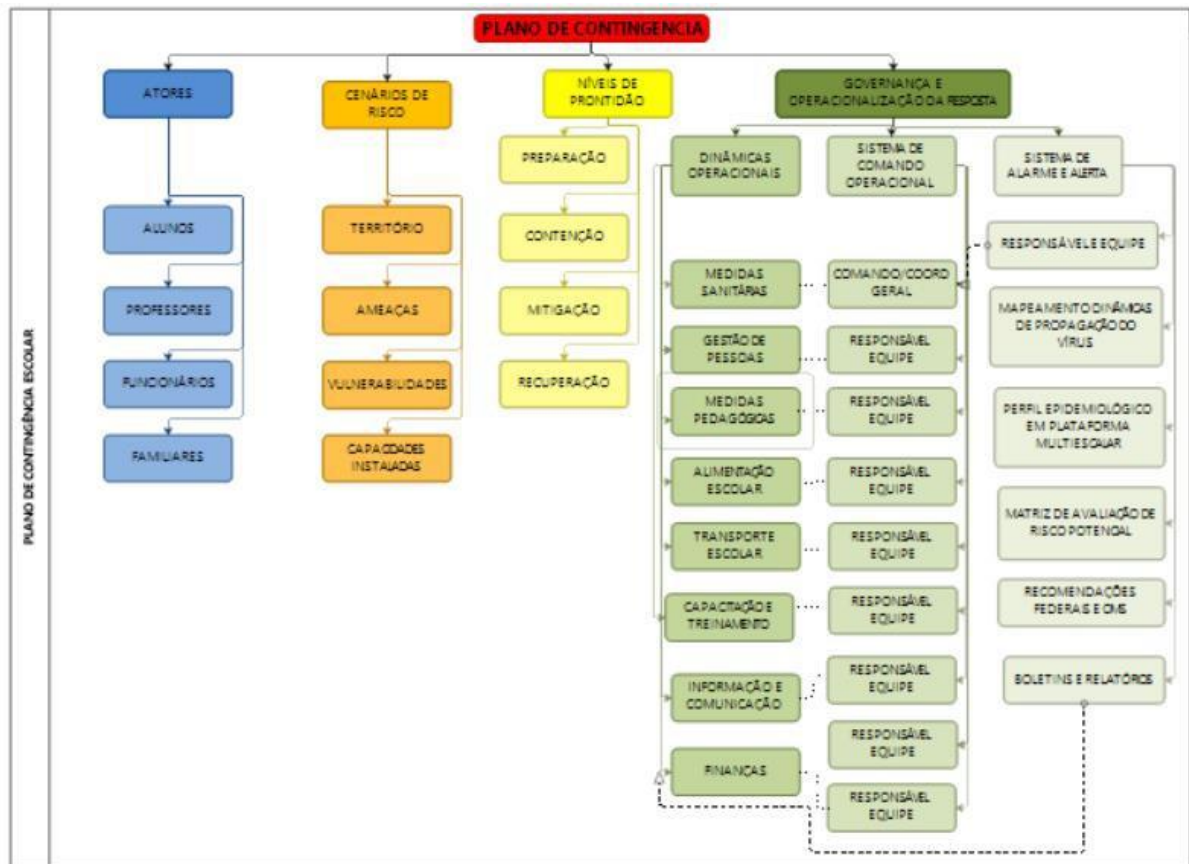 PLANO DE CONTINGENCIA
PLANO DE CONTINGÊNCIA ESCOLAR
ATORES
ALUNOS
PROFESSORES
FUNCIONÁRIOS
FAMILIARES
CENÁRIOS DE
RISCO
TERRITÓRIO
AMEAÇAS
VULNERABILIDADES
CAPACIDADES
INSTALADAS
NÍVEIS DE
PRONTIDÃO
PREPARAÇÃO
CONTENÇÃO
MITIGAÇÃO
RECUPERAÇÃO
GOVERNANÇA E
OPERACIONALIZAÇÃO DA RESPOSTA
DINÂMICAS
OPERACIONAIS
MEDIDAS
SANITÁRIAS
GESTÃO DE
PESSOAS
MEDIDAS
PEDAGÓGICAS
ALIMENTAÇÃO
ESCOLAR
TRANSPORTE
ESCOLAR
CAPACITAÇÃO E
TREINAMENTO
INFORMAÇÃO E
COMUNICAÇÃO
FINANÇAS
SISTEMA DE
COMANDO
OPERACIONAL
COMANDO/COORD
GERAL
RESPONSÁVEL
EQUIPE
RESPONSÁVEL
EQUIPE
RESPONSÁVEL
EQUIPE
RESPONSÁVEL
EQUIPE
RESPONSÁVEL
EQUIPE
RESPONSÁVEL
EQUIPE
RESPONSÁVEL
EQUIPE
RESPONSÁVEL
EQUIPE
SISTEMA DE
ALARME E ALERTA
RESPONSÁVEL E EQUIPE
MAPEAMENTO DINÂMICAS
DE PROPAGAÇÃO DO
VÍRUS
PERFIL EPIDEMIOLÓGICO
EM PLATAFORMA
MULTIESCALAR
MATRIZ DE AVALIAÇÃO DE
RISCO POTENCIAL
RECOMENDAÇÕES
FEDERAIS E OMS
BOLETINS E RELATÓRIOS